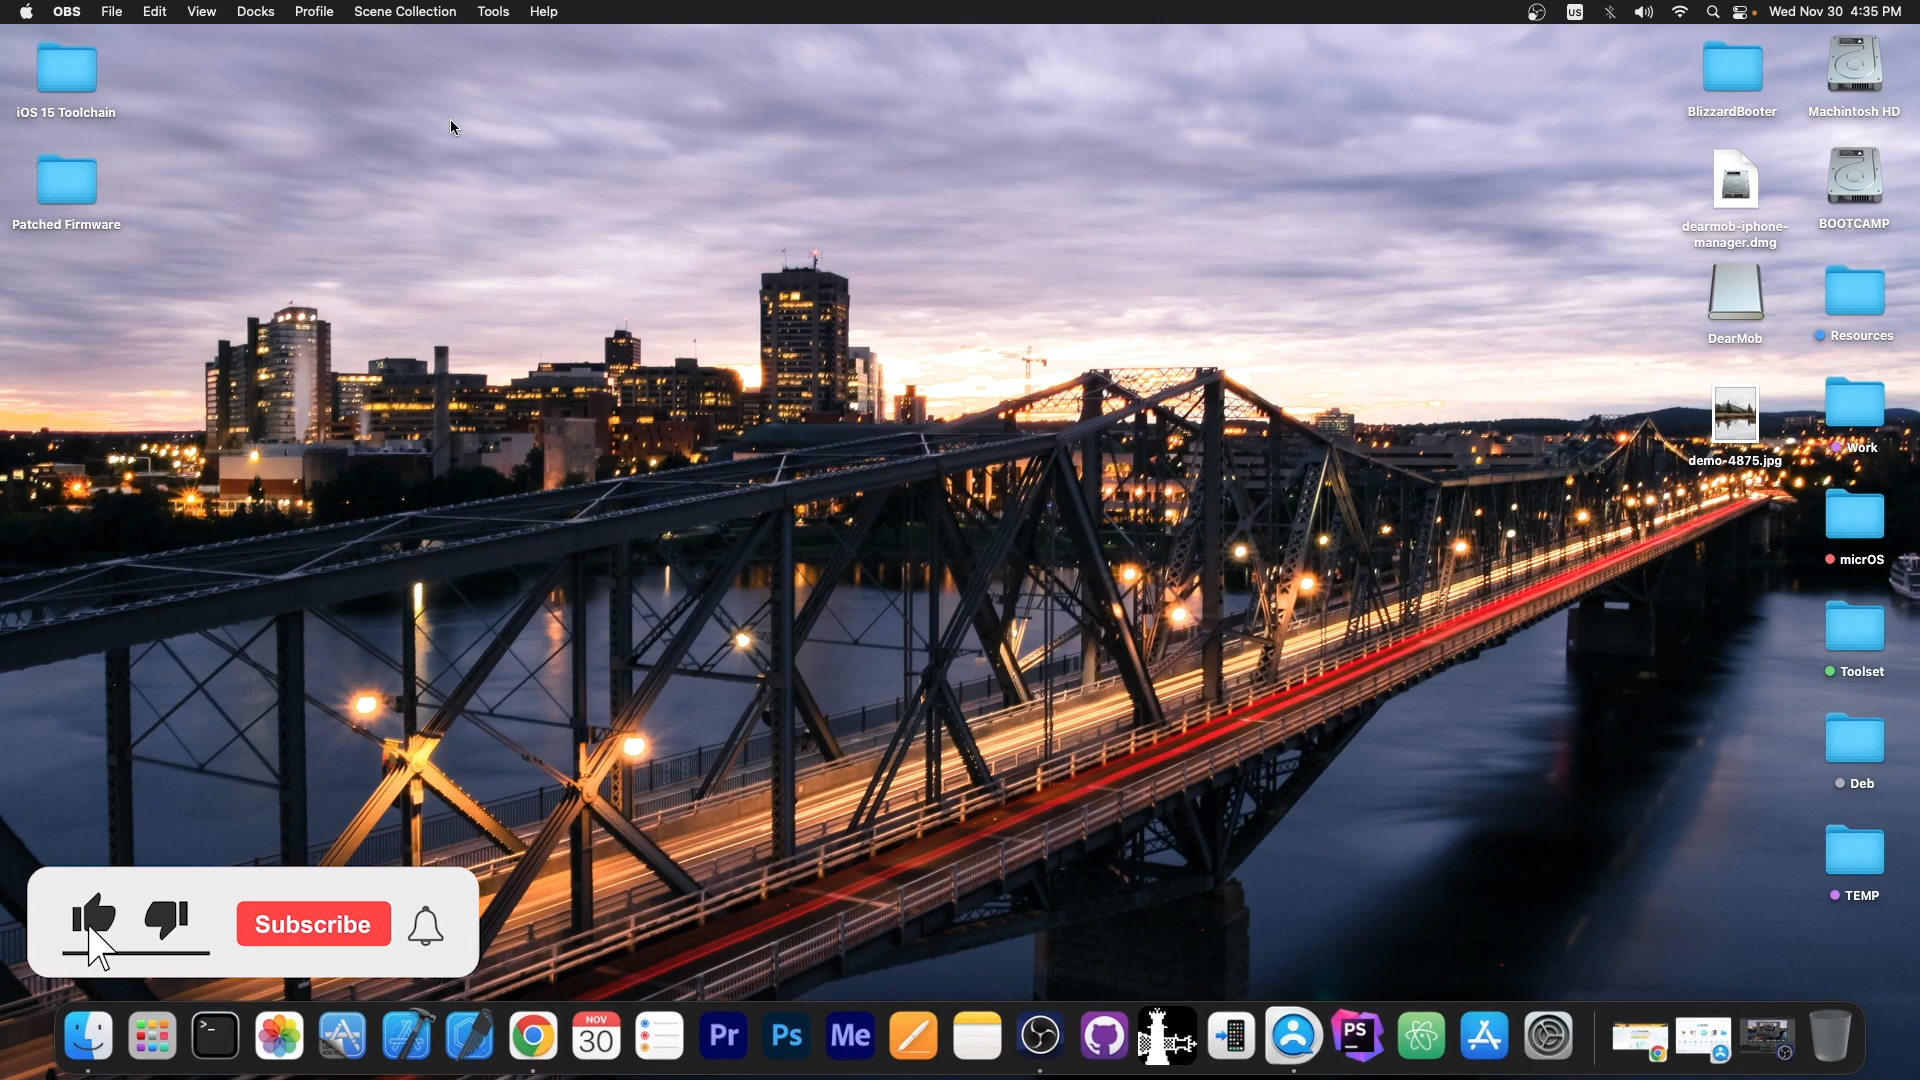 OBS File Edit View Docks Profile Scene Collection Tools Help
US Wed Nov 30 4:35 PM
iOS 15 Toolchain
Patched Firmware
BlizzardBooter
Machintosh HD
dearmob-iphone-
manager.dmg
BOOTCAMP
DearMob
Resources
demo-4875.jpg
Work
micrOS
Toolset
Deb
TEMP
Subscribe
>_
NOV
30
Pr
Ps
Me
PS